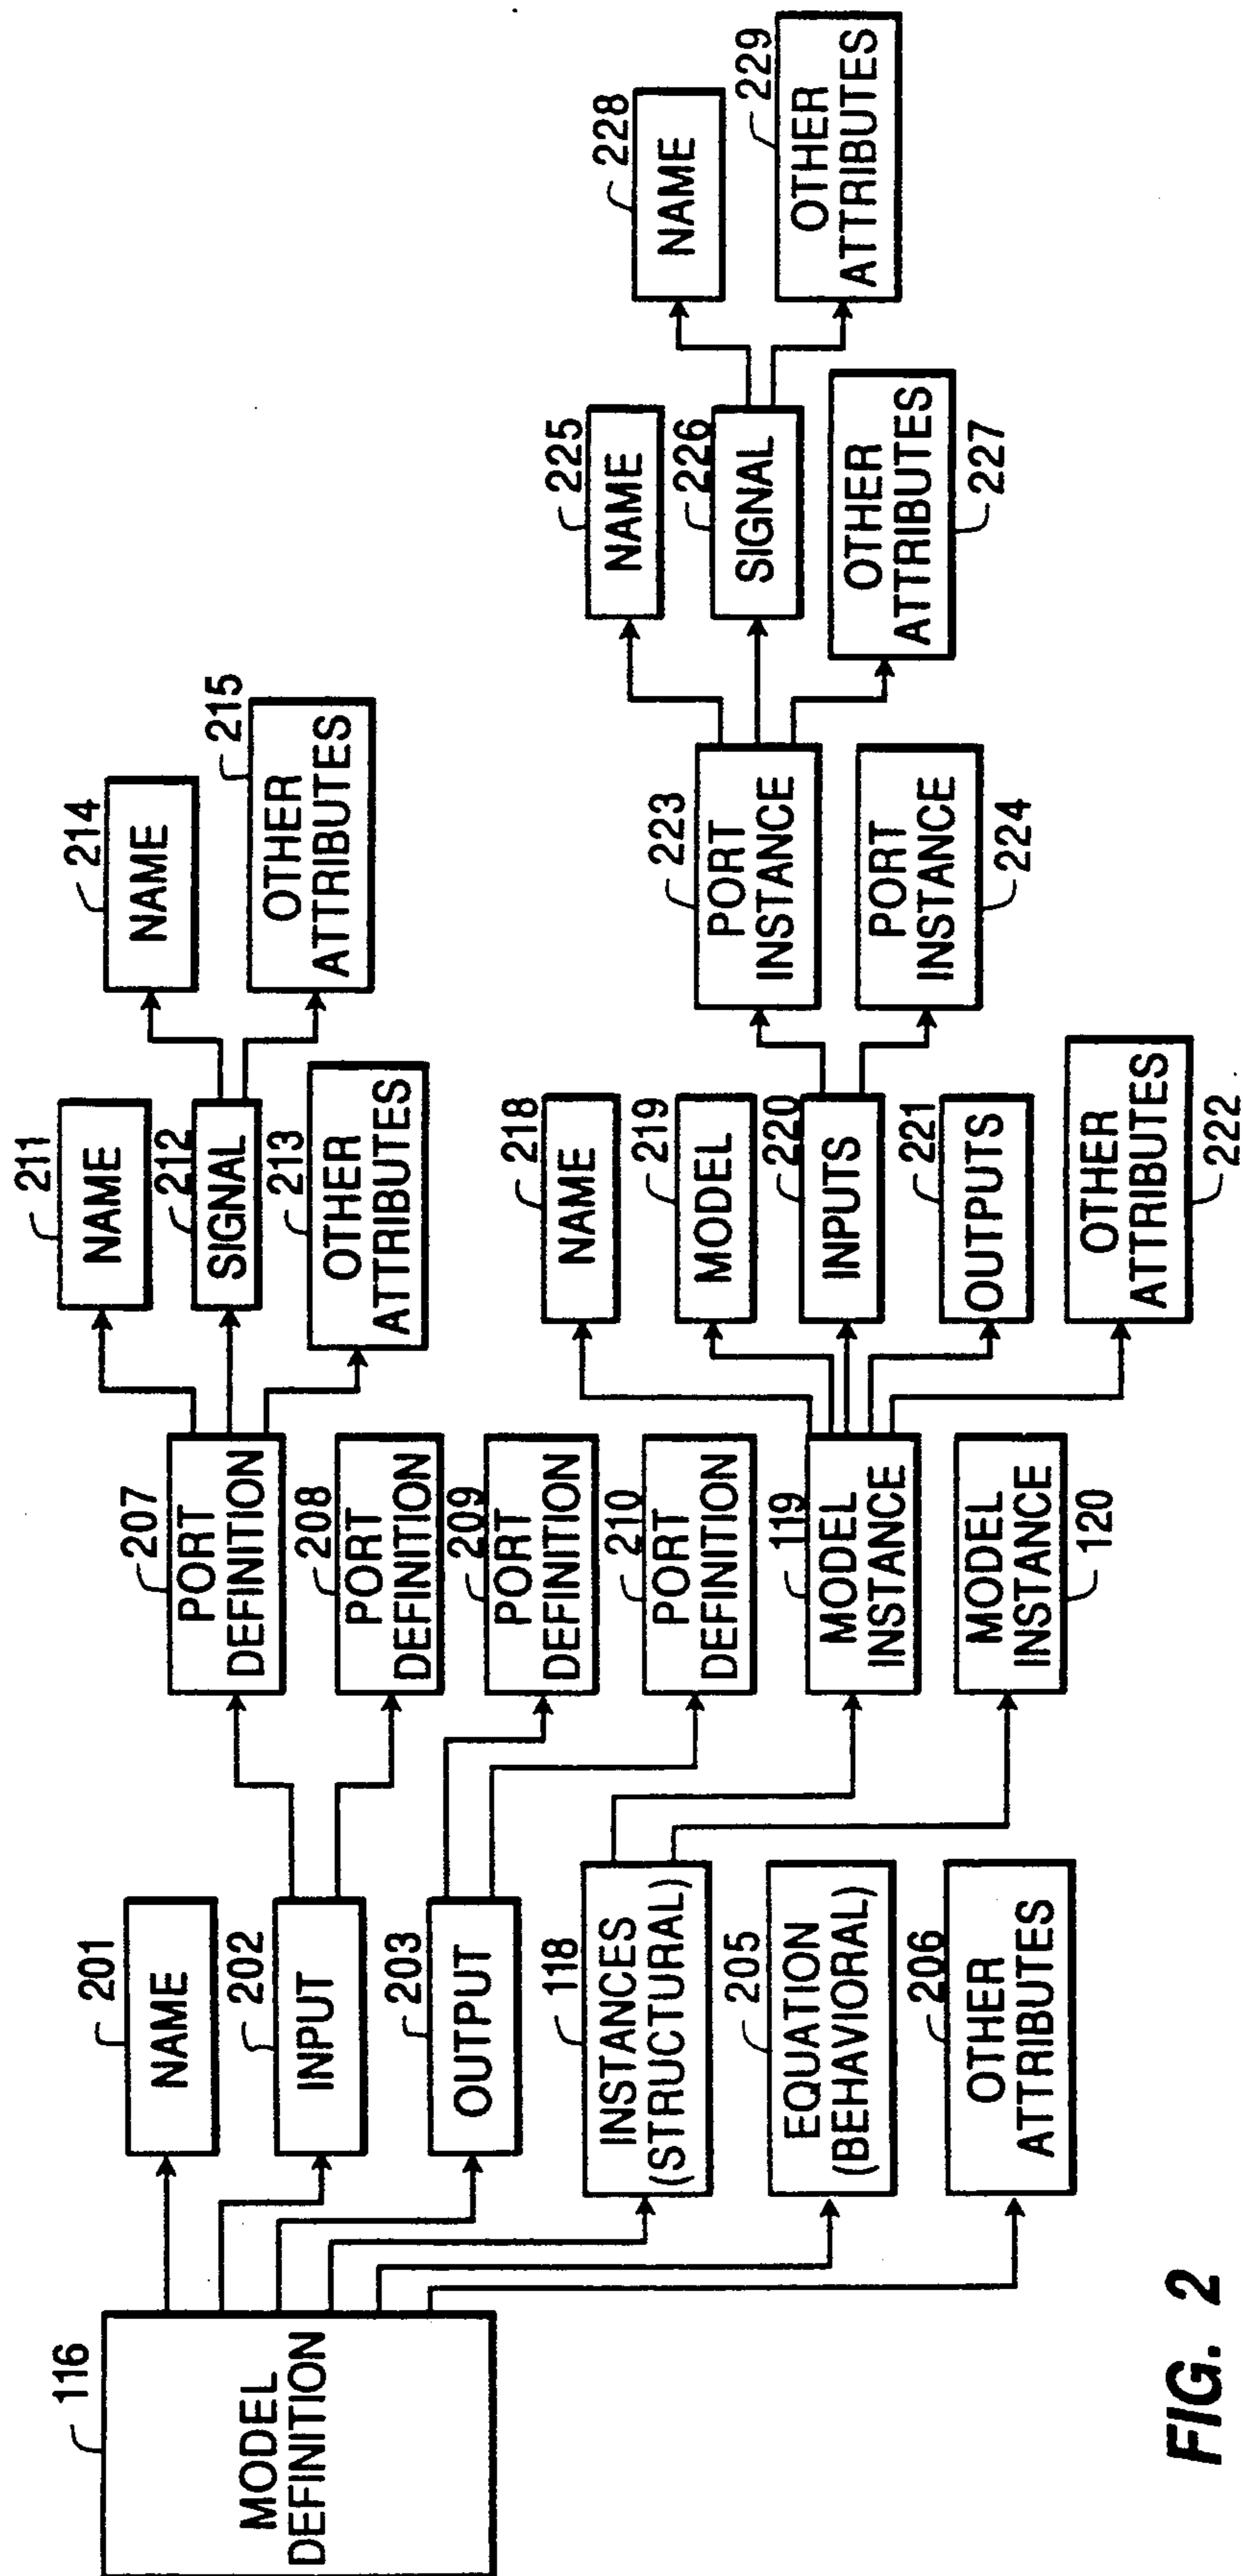 116
MODEL
DEFINITION
201
NAME
202
INPUT
203
OUTPUT
118
INSTANCES
(STRUCTURAL)
205
EQUATION
(BEHAVIORAL)
206
OTHER
ATTRIBUTES
207
PORT
DEFINITION
208
PORT
DEFINITION
209
PORT
DEFINITION
210
PORT
DEFINITION
119
MODEL
INSTANCE
MODEL
INSTANCE
120
211
NAME
212
SIGNAL
213
OTHER
ATTRIBUTES
214
NAME
215
OTHER
ATTRIBUTES
218
NAME
219
MODEL
220
INPUTS
221
OUTPUTS
OTHER
ATTRIBUTES
222
223
PORT
INSTANCE
PORT
INSTANCE
224
225
NAME
226
SIGNAL
OTHER
ATTRIBUTES
227
228
NAME
229
OTHER
ATTRIBUTES
FIG. 2